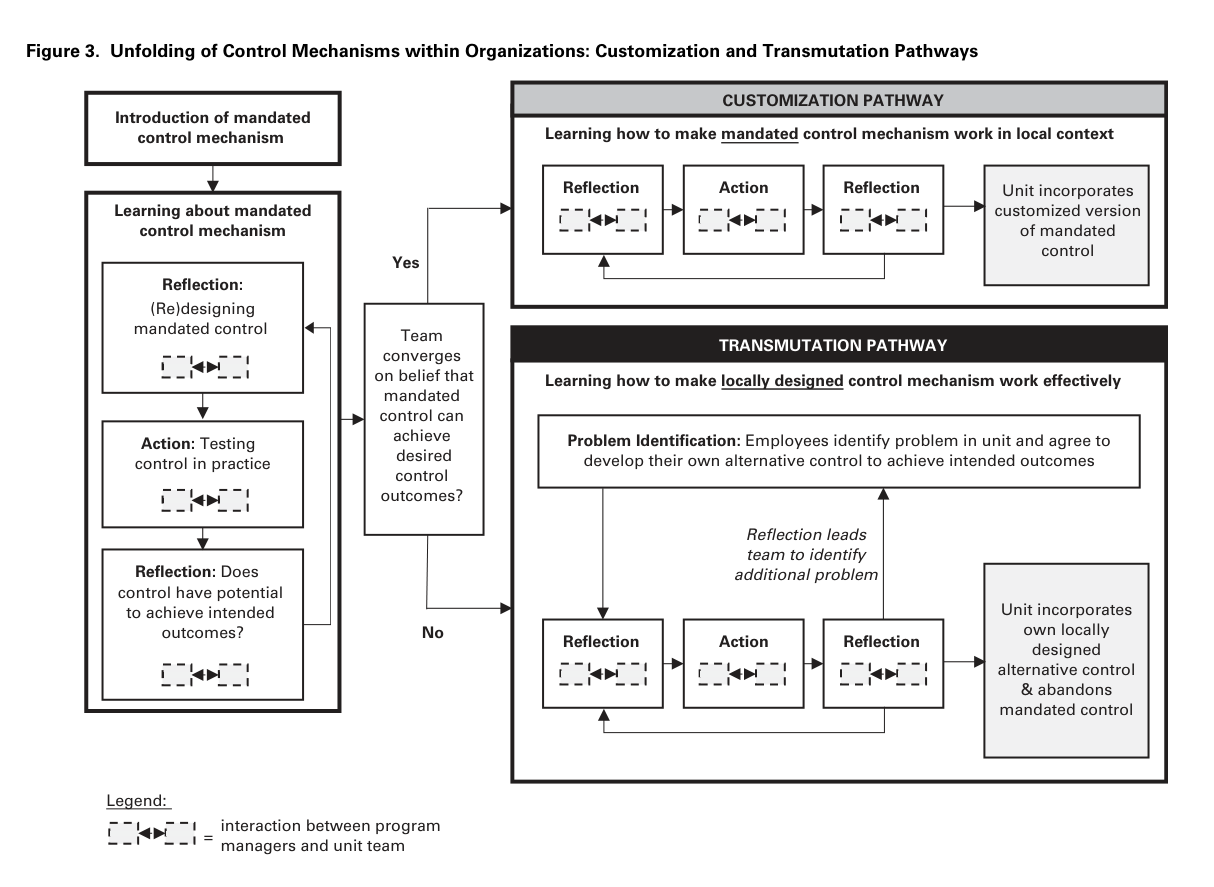 Figure 3. Unfolding of Control Mechanisms within Organizations: Customization and Transmutation Pathways
Introduction of mandated
control mechanism
Learning about mandated
control mechanism
Reflection:
(Re)designing
mandated control
Action: Testing
control in practice
Reflection: Does
control have potential
to achieve intended
outcomes?
Yes
Team
converges
on belief that
mandated
control can
achieve
desired
control
outcomes?
No
CUSTOMIZATION PATHWAY
Learning how to make mandated control mechanism work in local context
Reflection
Action
Reflection
Unit incorporates
customized version
of mandated
control
TRANSMUTATION PATHWAY
Learning how to make locally designed control mechanism work effectively
Problem Identification: Employees identify problem in unit and agree to
develop their own alternative control to achieve intended outcomes
Reflection leads
team to identify
additional problem
Reflection
Action
Reflection
Unit incorporates
own locally
designed
alternative control
& abandons
mandated control
Legend:
= interaction between program
managers and unit team